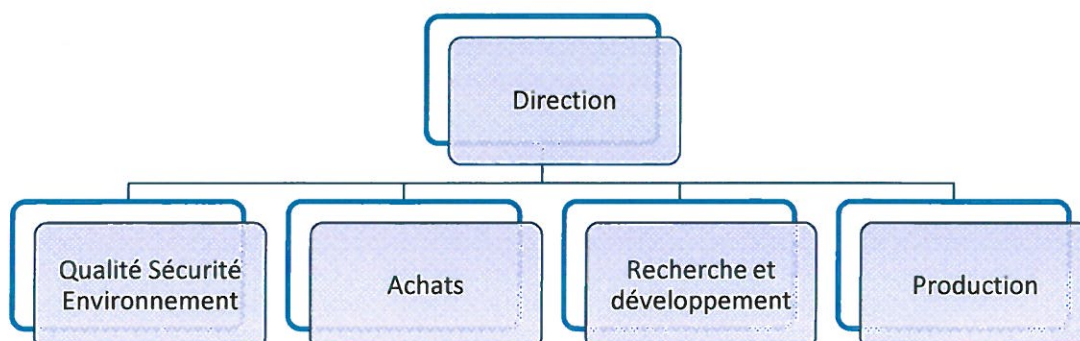 Direction
Qualité Sécurité
Environnement
Achats
Recherche et
développement
Production